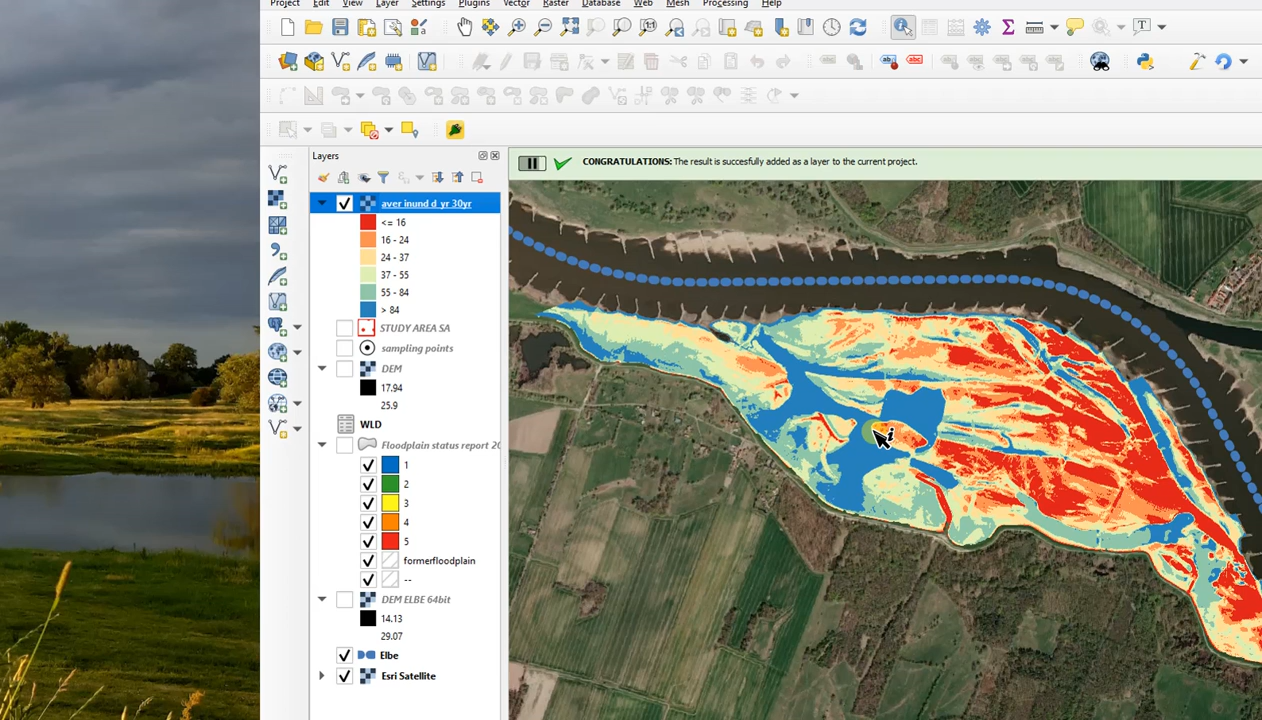 Project Edit View Layer Settings Plugins Vector Raster Database Web Mesh Processing Help
Layers
CONGRATULATIONS: The result is succesfully added as a layer to the current project.
aver inund d yr 30yr
<= 16
16 - 24
24 - 37
37 - 55
55 - 84
> 84
STUDY AREA SA
sampling points
DEM
17.94
25.9
WLD
Floodplain status report 20
1
2
3
4
5
formerfloodplain
--
DEM ELBE 64bit
14.13
29.07
Elbe
Esri Satellite